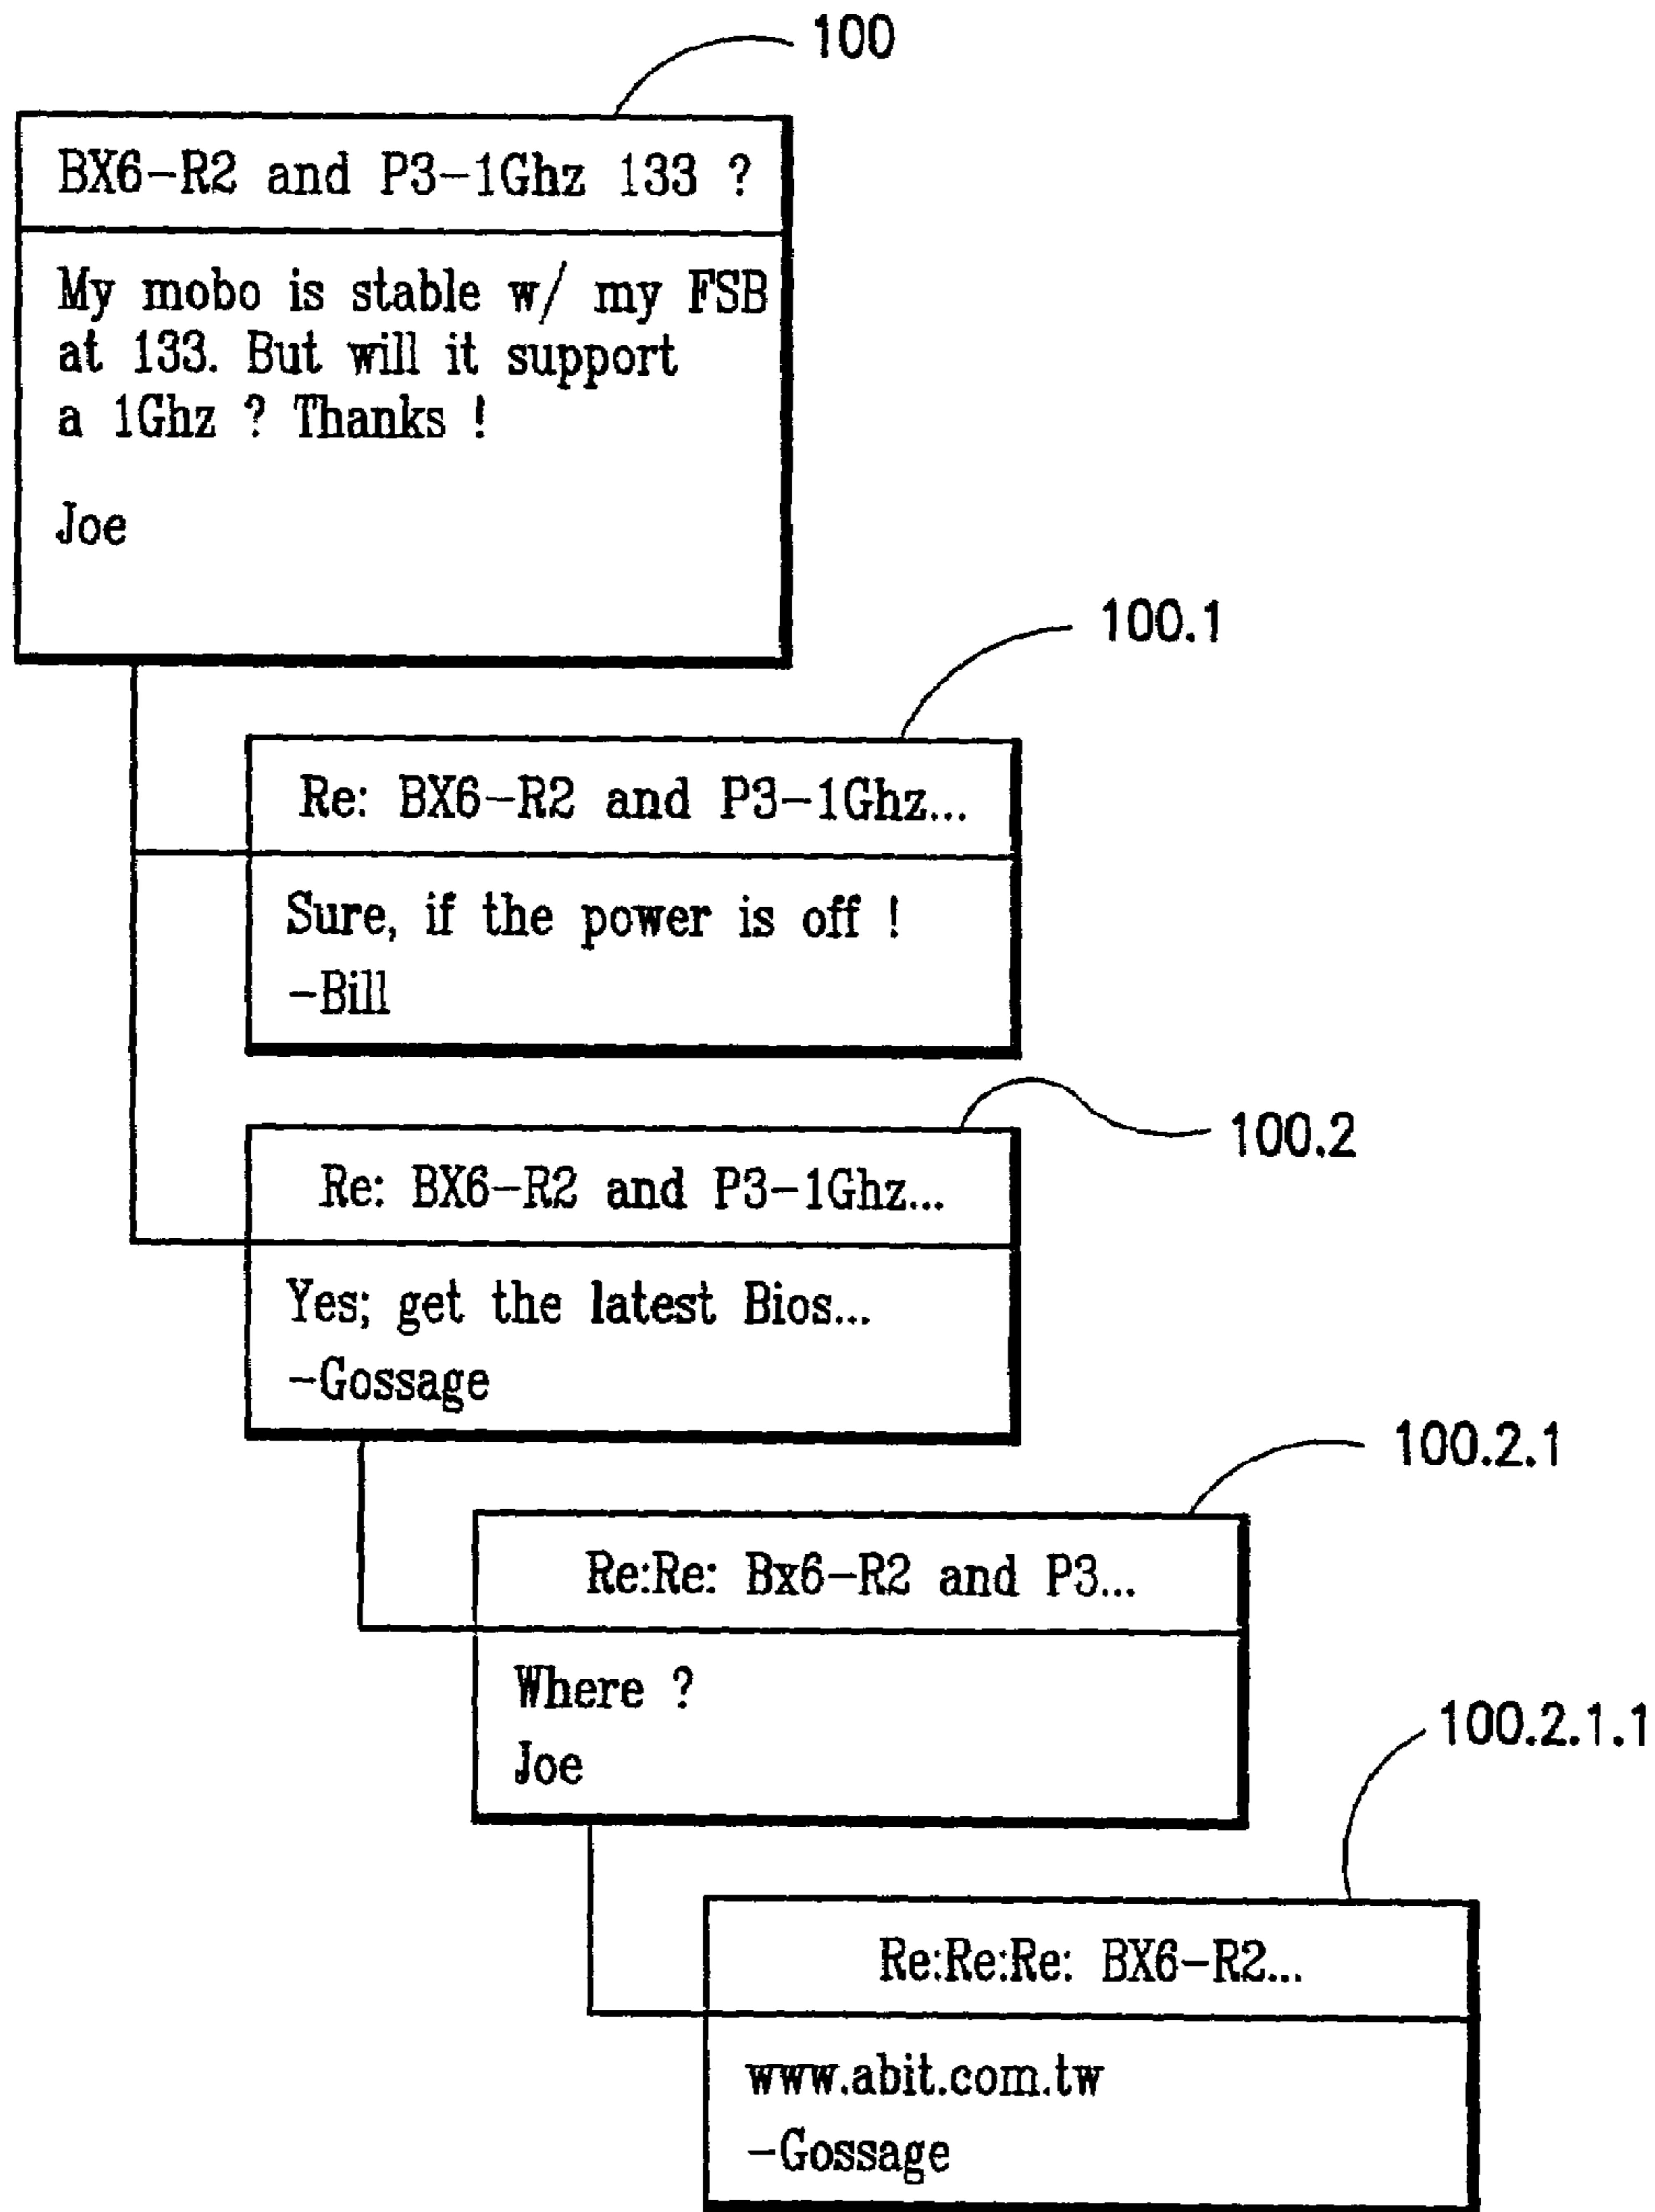 100
BX6-R2 and P3-1Ghz 133 ?
My mobo is stable w/ my FSB
at 133. But will it support
a 1Ghz ? Thanks !
Joe
100.1
Re: BX6-R2 and P3-1Ghz...
Sure, if the power is off !
-Bill
100.2
Re: BX6-R2 and P3-1Ghz...
Yes; get the latest Bios...
-Gossage
100.2.1
Re:Re: Bx6-R2 and P3...
Where ?
Joe
100.2.1.1
Re:Re:Re: BX6-R2...
www.abit.com.tw
-Gossage